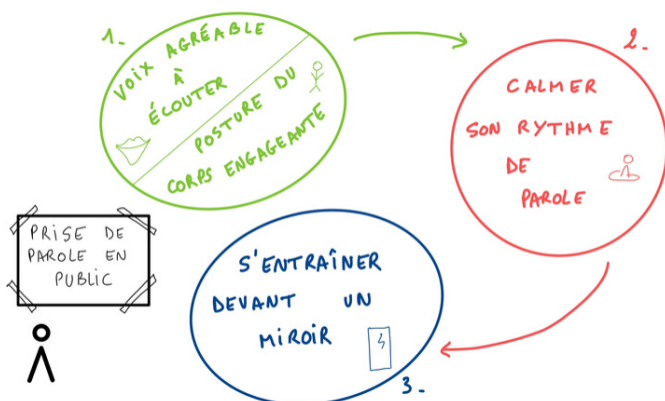 1.
VOIX AGRÉABLE
À
ÉCOUTER
POSTURE DU
CORPS ENGAGEANTE
2.
CALMER
SON RYTHME
DE
PAROLE
PRISE DE
PAROLE EN
PUBLIC
S'ENTRAÎNER
DEVANT UN
MIROIR
3.